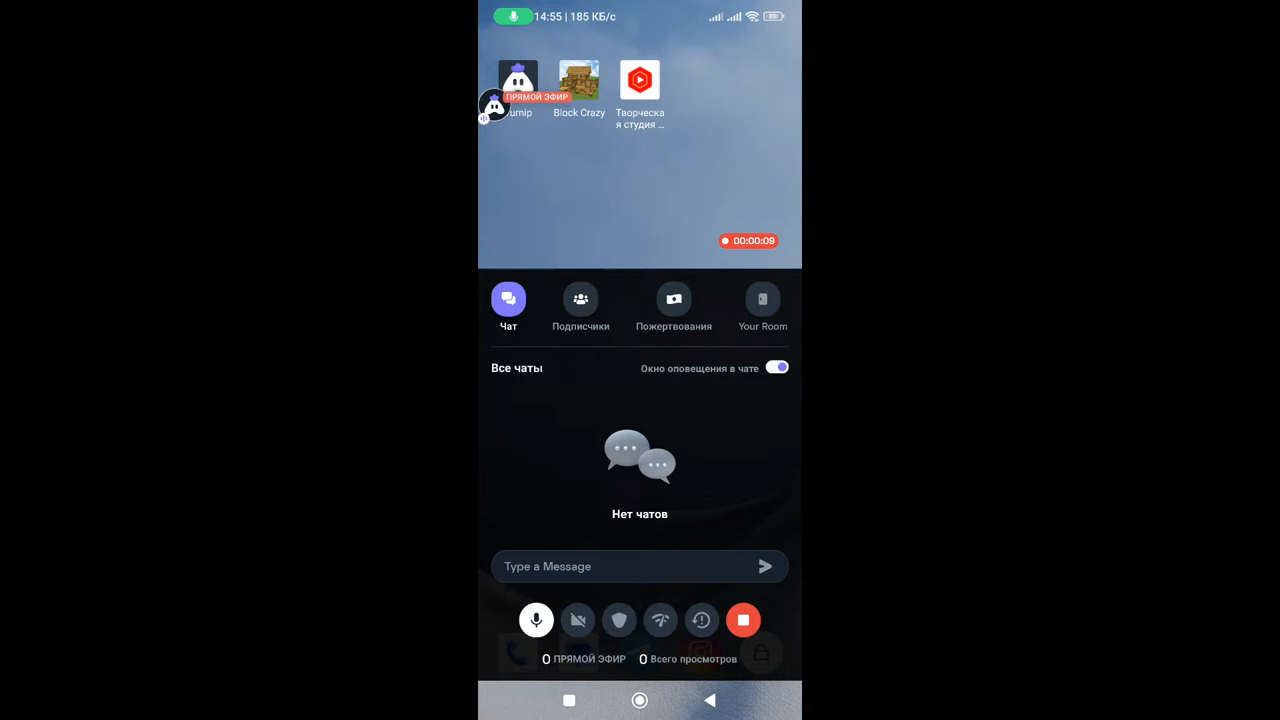 14:55 | 185 КБ/с
ПРЯМОЙ ЭФИР
Block Crazy
Творческа
я студия ...
00:00:09
Чат
Подписчики
Пожертвования
Your Room
Все чаты
Окно оповещения в чате
Нет чатов
Type a Message
0 ПРЯМОЙ ЭФИР
0 Всего просмотров